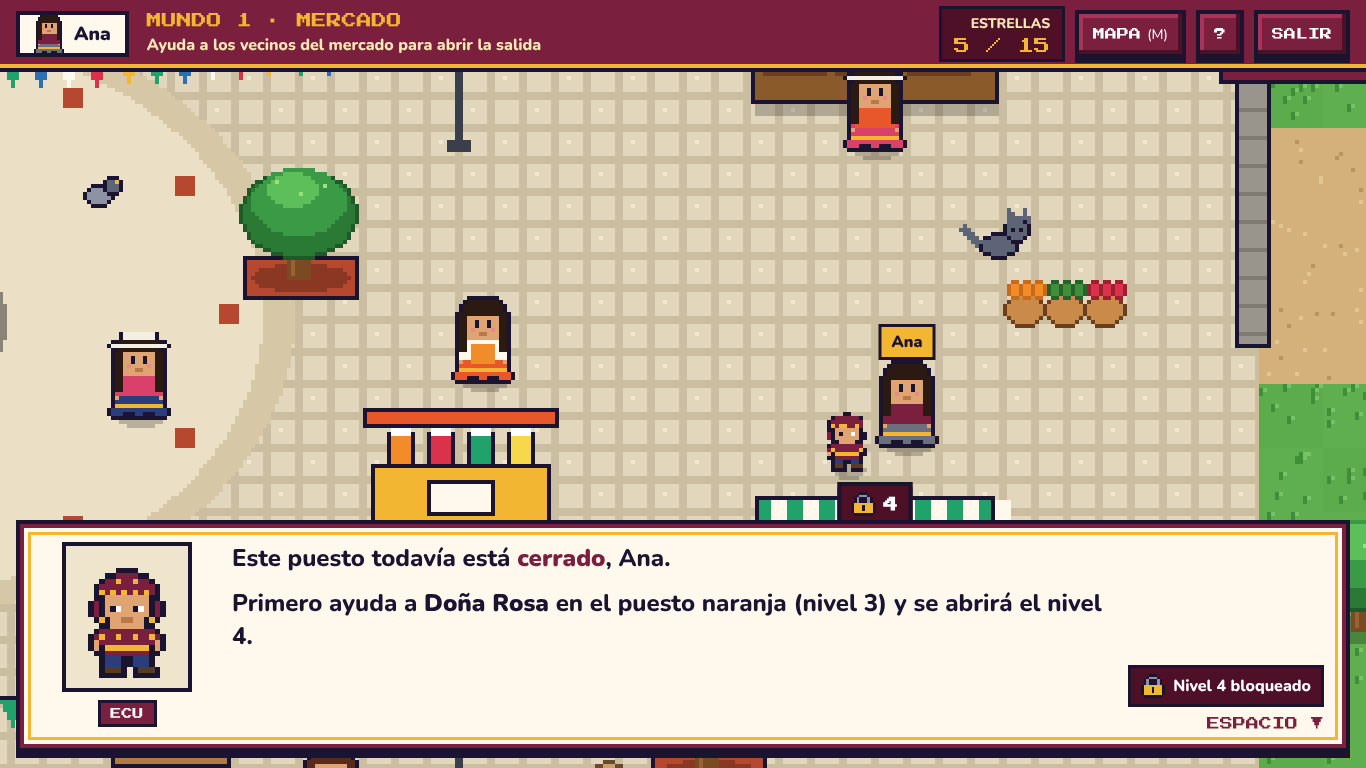 Ana
MUNDO 1 · MERCADO
Ayuda a los vecinos del mercado para abrir la salida
ESTRELLAS
5 / 15
MAPA (M)
?
SALIR
Ana
4
Este puesto todavía está cerrado, Ana.
Primero ayuda a Doña Rosa en el puesto naranja (nivel 3) y se abrirá el nivel
4.
ECU
Nivel 4 bloqueado
ESPACIO ▼